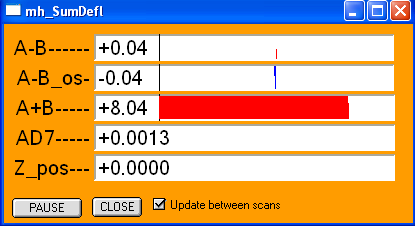 mh_SumDefl
A-B------ +0.04
A-B_os- -0.04
A+B----- +8.04
AD7----- +0.0013
Z_pos--- +0.0000
PAUSE CLOSE Update between scans